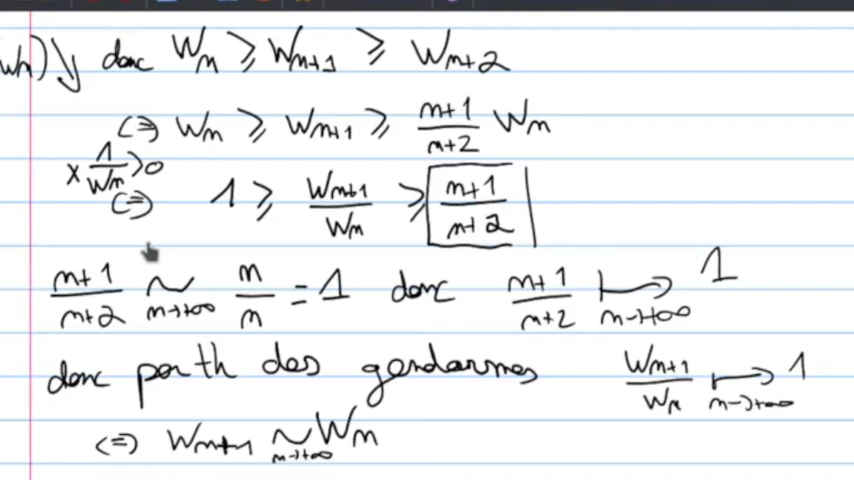 wn) ↘ donc Wn ⩾ Wn+1 ⩾ Wn+2
(=) Wn ⩾ Wn+1 ⩾ (n+1)/(n+2) Wn
× 1/Wn > 0
(=) 1 ⩾ Wn+1/Wn ⩾ (n+1)/(n+2)
(n+1)/(n+2) ~ n→+∞ n/n = 1 donc (n+1)/(n+2) ↦ n→+∞ 1
donc par th des gendarmes Wn+1/Wn ↦ n→+∞ 1
(=) Wn+1 ~ n→+∞ Wn